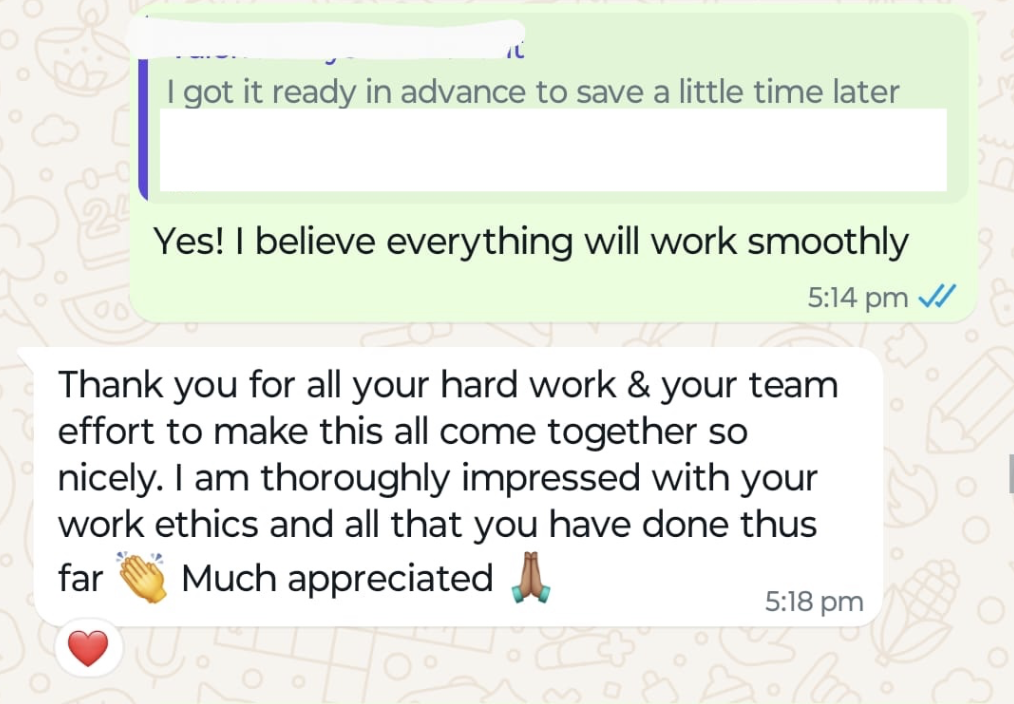 I got it ready in advance to save a little time later
Yes! I believe everything will work smoothly
5:14 pm
Thank you for all your hard work & your team
effort to make this all come together so
nicely. I am thoroughly impressed with your
work ethics and all that you have done thus
far 👏 Much appreciated 🙏🏾
5:18 pm